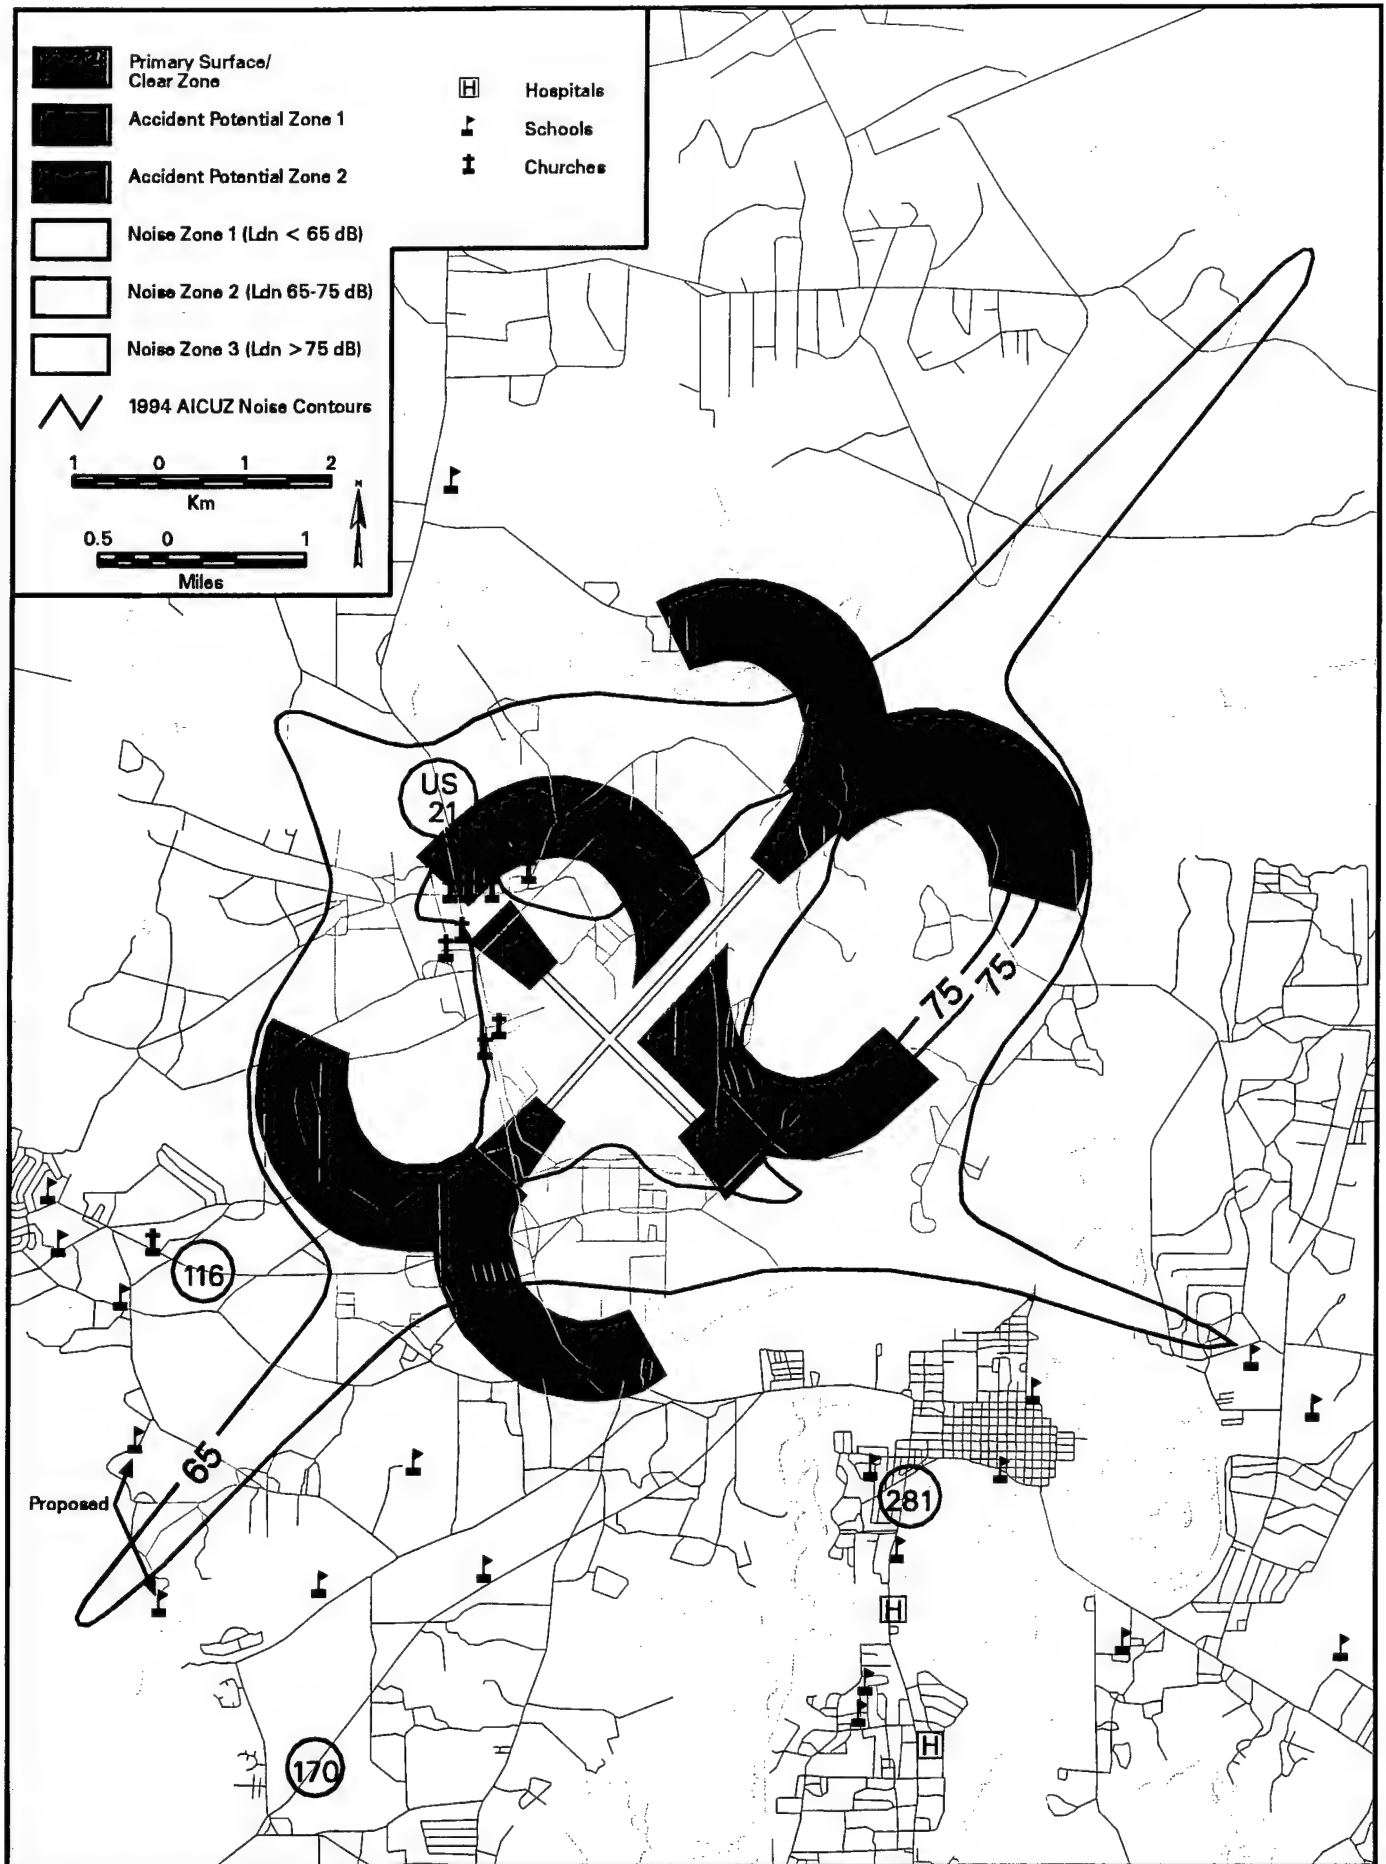 Primary Surface/
Clear Zone
Accident Potential Zone 1
Accident Potential Zone 2
Noise Zone 1 (Ldn < 65 dB)
Noise Zone 2 (Ldn 65-75 dB)
Noise Zone 3 (Ldn >75 dB)
1994 AICUZ Noise Contours
H Hospitals
Schools
Churches
1 0 1 2
Km
N
0.5 0 1
Miles
US
21
75
75
116
65
Proposed
281
H
H
170